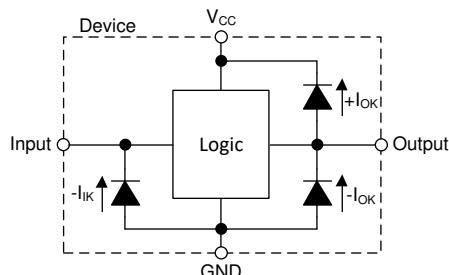 Device
VCC
+IOK
Input
Logic
Output
-IIK
-IOK
GND